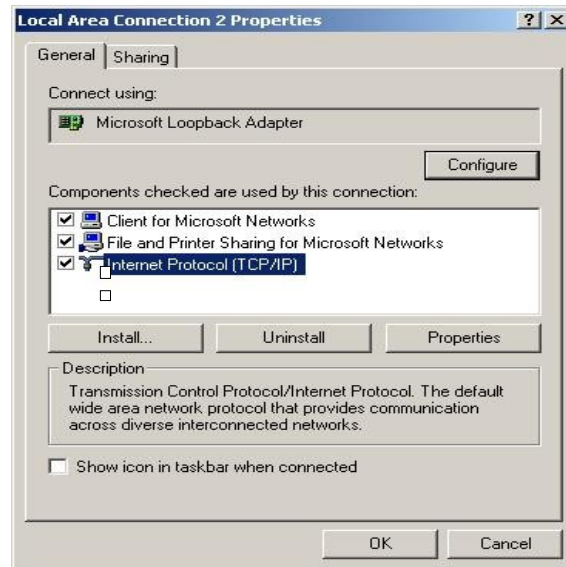 Local Area Connection 2 Properties
General Sharing
Connect using:
Microsoft Loopback Adapter
Configure
Components checked are used by this connection:
Client for Microsoft Networks
File and Printer Sharing for Microsoft Networks
Internet Protocol (TCP/IP)
Install... Uninstall Properties
Description
Transmission Control Protocol/Internet Protocol. The default
wide area network protocol that provides communication
across diverse interconnected networks.
Show icon in taskbar when connected
OK Cancel